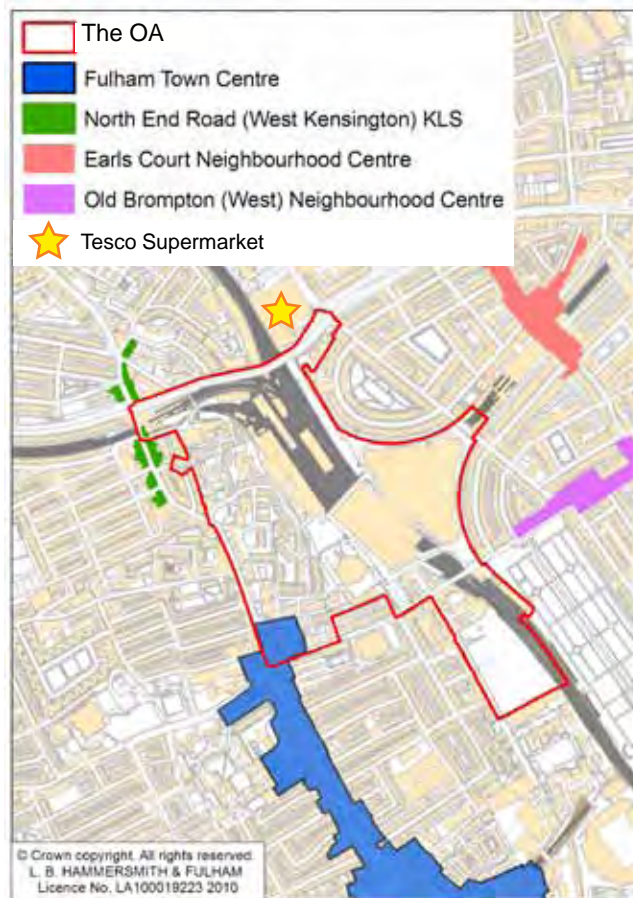 The OA
Fulham Town Centre
North End Road (West Kensington) KLS
Earls Court Neighbourhood Centre
Old Brompton (West) Neighbourhood Centre
Tesco Supermarket
© Crown copyright. All rights reserved.
L. B. HAMMERSMITH & FULHAM
Licence No. LA100019223 2010